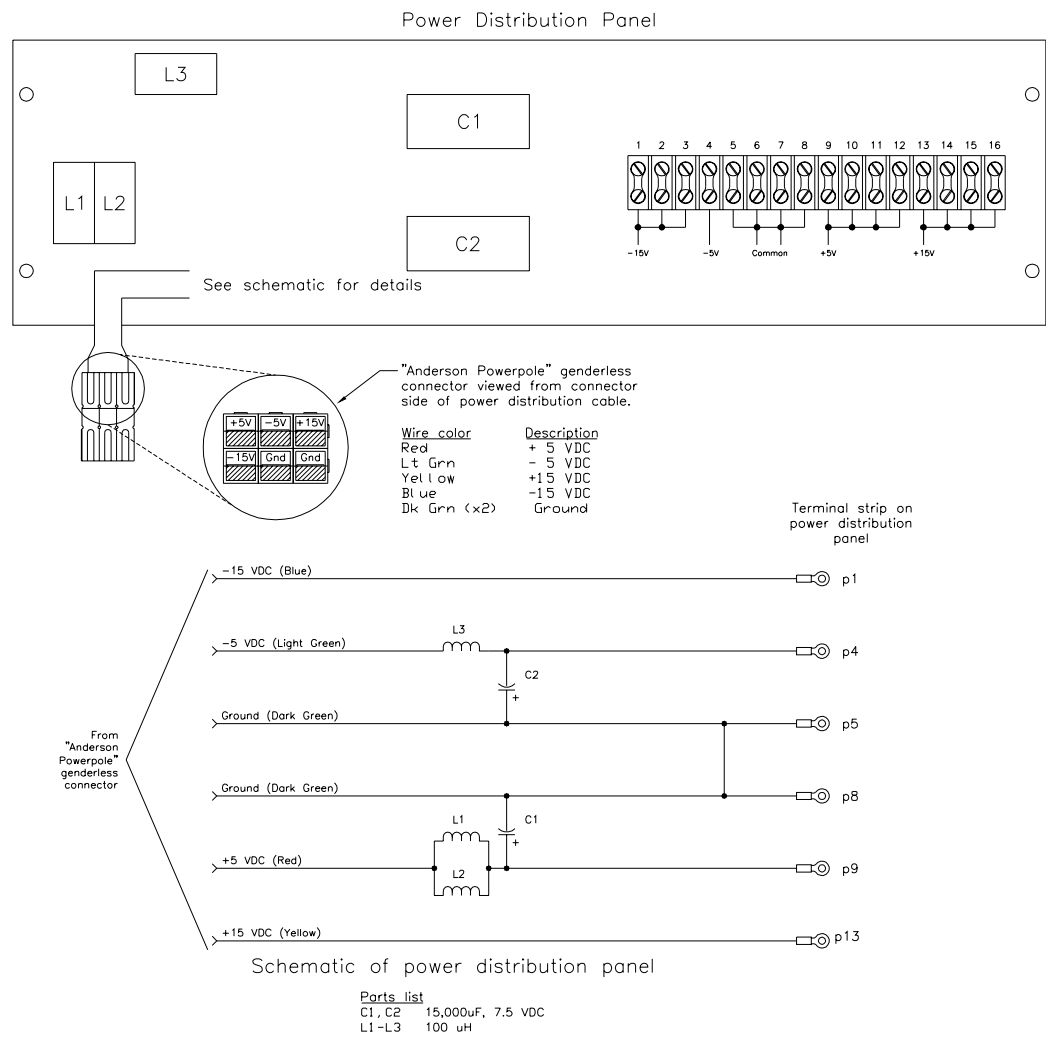 Power Distribution Panel
L3
C1
1 2 3 4 5 6 7 8 9 10 11 12 13 14 15 16
L1 L2
C2
-15V -5V Common +5V +15V
See schematic for details
"Anderson Powerpole" genderless
connector viewed from connector
side of power distribution cable.
+5V -5V +15V
-15V Gnd Gnd
Wire color Description
Red + 5 VDC
Lt Grn - 5 VDC
Yellow +15 VDC
Blue -15 VDC
Dk Grn (x2) Ground
Terminal strip on
power distribution
panel
-15 VDC (Blue) p1
L3
-5 VDC (Light Green) p4
C2
+
Ground (Dark Green) p5
From
"Anderson
Powerpole"
genderless
connector
Ground (Dark Green) p8
L1 C1
+
+5 VDC (Red) p9
L2
+15 VDC (Yellow) p13
Schematic of power distribution panel
Parts list
C1, C2 15,000uF, 7.5 VDC
L1-L3 100 uH